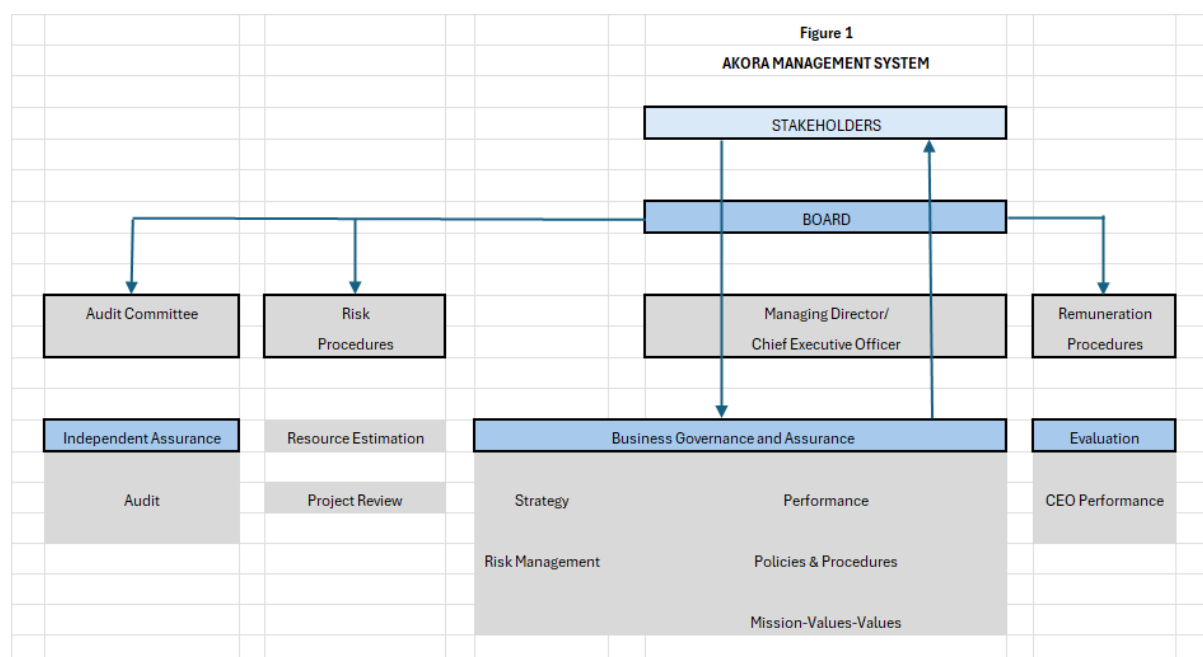 Figure 1
AKORA MANAGEMENT SYSTEM
STAKEHOLDERS
BOARD
Audit Committee
Risk
Procedures
Managing Director/
Chief Executive Officer
Remuneration
Procedures
Independent Assurance
Resource Estimation
Business Governance and Assurance
Evaluation
Audit
Project Review
Strategy
Performance
CEO Performance
Risk Management
Policies & Procedures
Mission-Values-Values